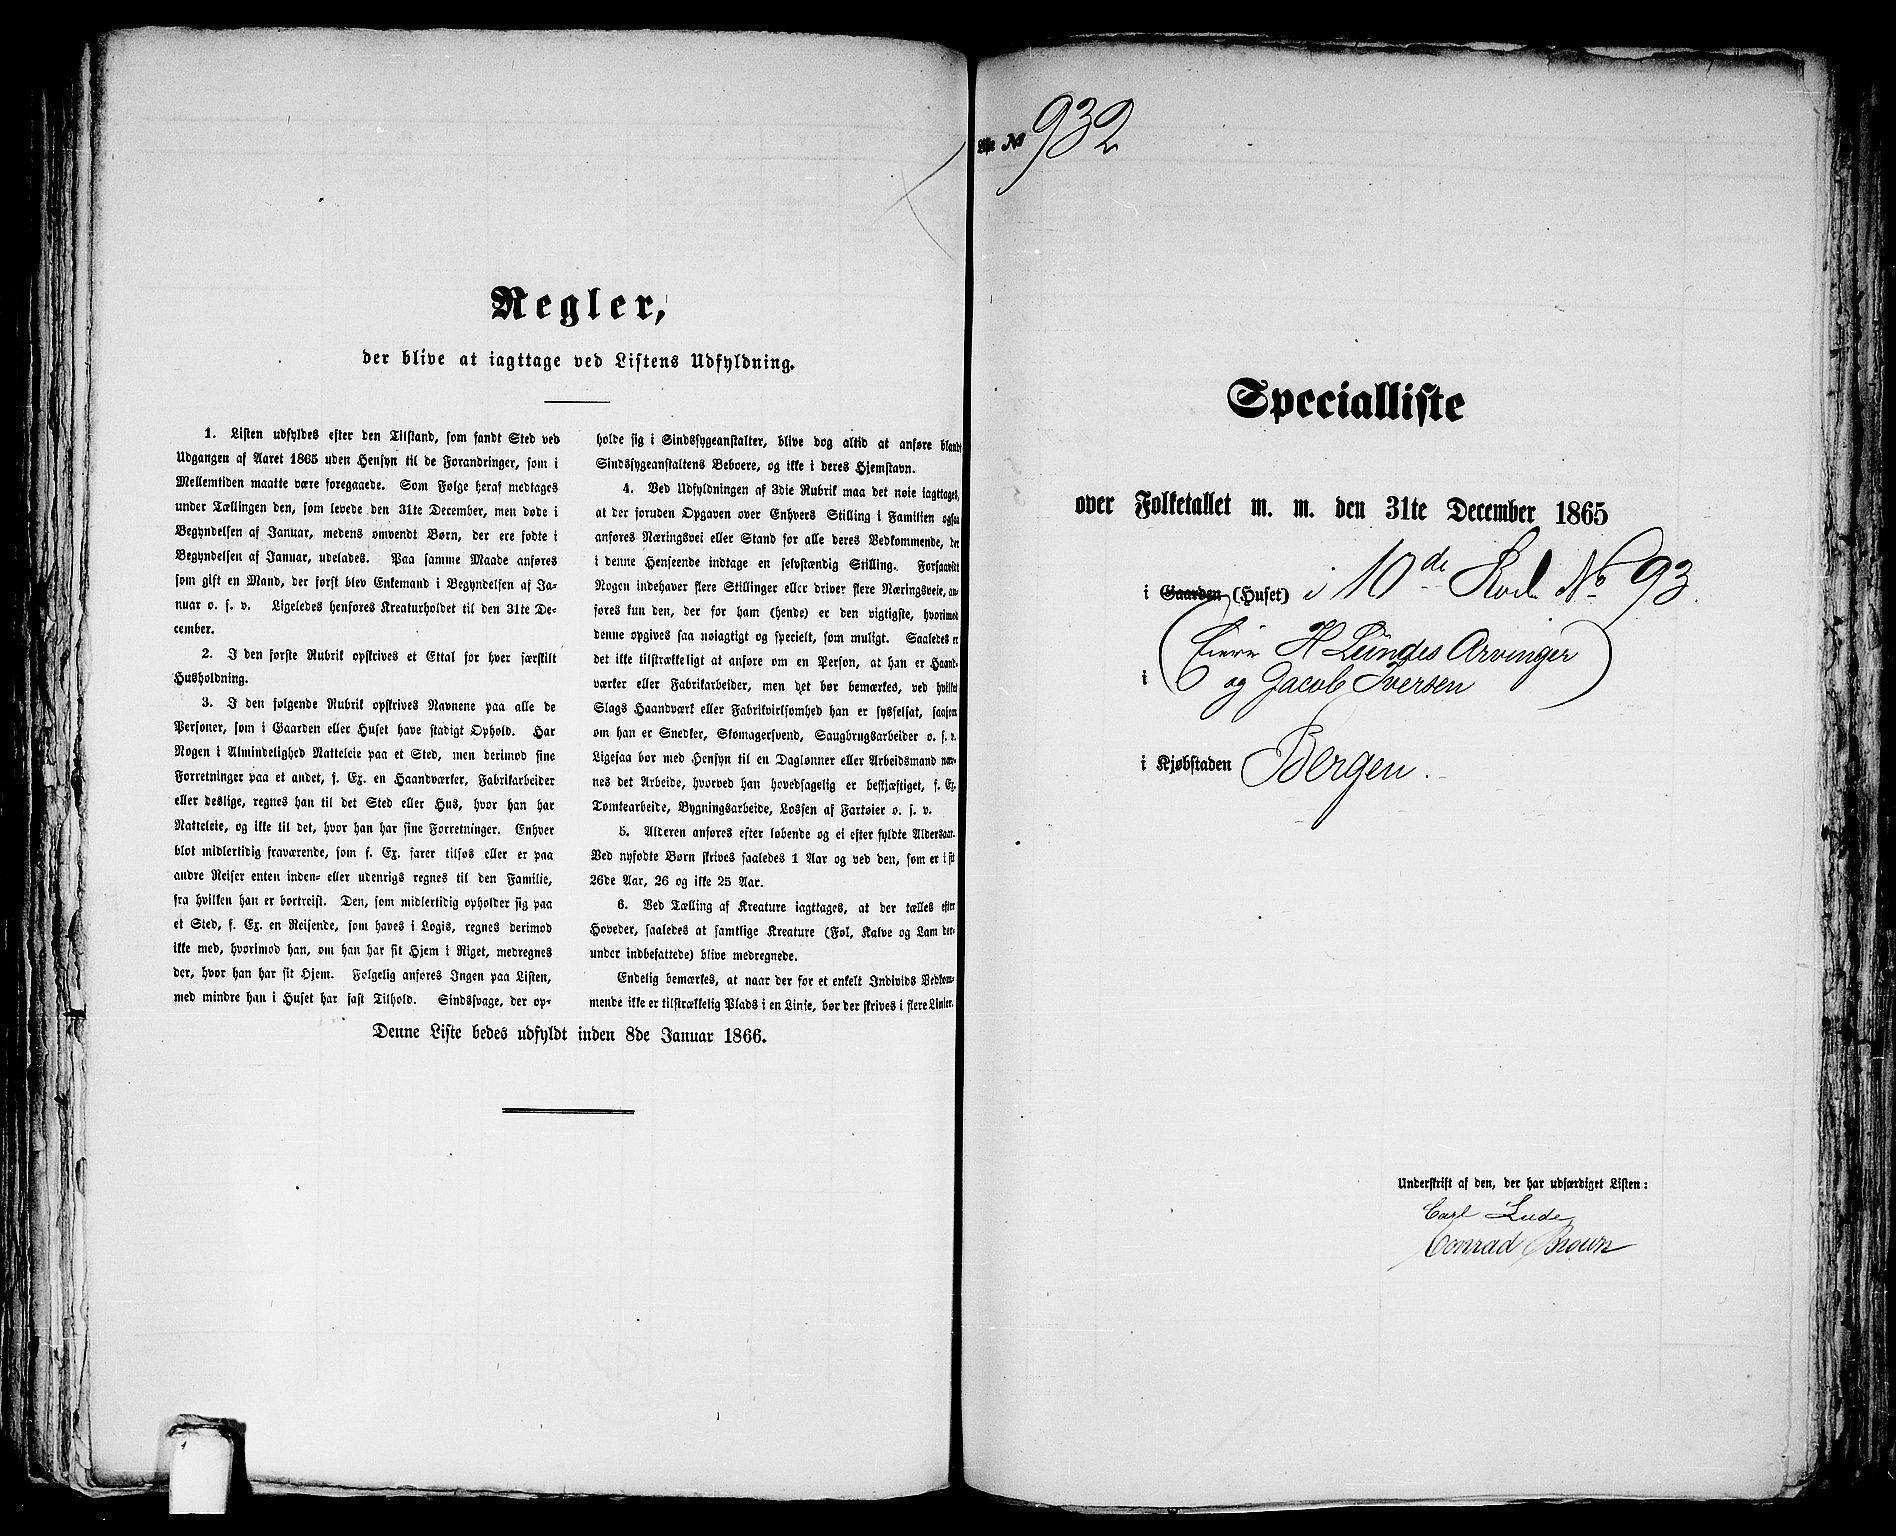 Regler,
der blive at iagttage ved Listens Udfyldning.
1. Listen udfyldes efter den Tilstand, som fandt Sted ved
Udgangen af Aaret 1865 uden Hensyn til de Forandringer, som i
Mellemtiden maatte være foregaaede. Som Følge heraf medtages
under Tællingen den, som levede den 31te December, men døde i
Begyndelsen af Januar, medens omvendt Børn, der ere fødte i
Begyndelsen af Januar, udelades. Paa samme Maade anføres
som gift en Mand, der først blev Enkemand i Begyndelsen af Ja-
nuar o. s. v. Ligeledes henføres Kreaturholdet til den 31te De-
cember.
2. I den første Rubrik opskrives et Ettal for hver særskilt
Husholdning.
3. I den følgende Rubrik opskrives Navnene paa alle de
Personer, som i Gaarden eller Huset have stadigt Ophold. Har
Nogen i Almindelighed Natteleie paa et Sted, men derimod sine
Forretninger paa et andet, f. Ex. en Haandværker, Fabrikarbeider
eller deslige, regnes han til det Sted eller Hus, hvor han har
Natteleie, og ikke til det, hvor han har sine Forretninger. Enhver
blot midlertidig fraværende, som f. Ex. farer tilsøs eller er paa
andre Reiser enten inden- eller udenrigs regnes til den Familie,
fra hvilken han er bortreist. Den, som midlertidig opholder sig paa
et Sted, f. Ex. en Reisende, som haves i Logis, regnes derimod
ikke med, hvorimod han, om han har sit Hjem i Riget, medregnes
der, hvor han har sit Hjem. Følgelig anføres Ingen paa Listen,
med mindre han i Huset har fast Tilhold. Sindssvage, der op-
holde sig i Sindssygeanstalter, blive dog altid at anføre blandt
Sindssygeanstaltens Beboere, og ikke i deres Hjemstavn.
4. Ved Udfyldningen af 3die Rubrik maa det nøie iagttages,
at der foruden Opgaven over Enhvers Stilling i Familien ogsaa
anføres Næringsvei eller Stand for alle deres Vedkommende, der
i denne Henseende indtage en selvstændig Stilling. Forsaavidt
Nogen indehaver flere Stillinger eller driver flere Næringsveie, an-
føres kun den, der for ham (hende) er den vigtigste, hvorimod
denne opgives saa nøiagtigt og specielt, som muligt. Saaledes er
det ikke tilstrækkeligt at anføre om en Person, at han er Haand-
værker eller Fabrikarbeider, men det bør bemærkes, ved hvilket
Slags Haandværk eller Fabrikvirksomhed han er sysselsat, saasom
om han er Snedker, Skomagersvend, Saugbrugsarbeider o. s. v.
Ligesaa bør med Hensyn til en Daglønner eller Arbeidsmand næv-
nes det Arbeide, hvorved han hovedsagelig er beskjæftiget, f. Ex.
Tomtearbeide, Bygningsarbeide, Lossen af Fartøier o. s. v.
5. Alderen anføres efter løbende og ei efter fyldte Aldersaar.
Ved nyfødte Børn skrives saaledes 1 Aar og ved den, som er i sit
26de Aar, 26 og ikke 25 Aar.
6. Ved Tælling af Kreature iagttages, at der tælles efter
Hoveder, saaledes at samtlige Kreature (Føl, Kalve og Lam der-
under indbefattede) blive medregnede.
Endelig bemærkes, at naar der for et enkelt Individs Vedkom-
mende ikke er tilstrækkelig Plads i en Linie, bør der skrives i flere Linier.
Denne Liste bedes udfyldt inden 8de Januar 1866.
№ 932
Specialliste
over Folketallet m. m. den 31te December 1865
i Gaarden (Huset) i 10de Rod. No 93.
(Eiere H Lündes Arvinger
i og Jacob Iversen)
i Kjøbstaden Bergen.
Underskrift af den, der har udfærdiget Listen:
Carl Lude
Conrad Brown